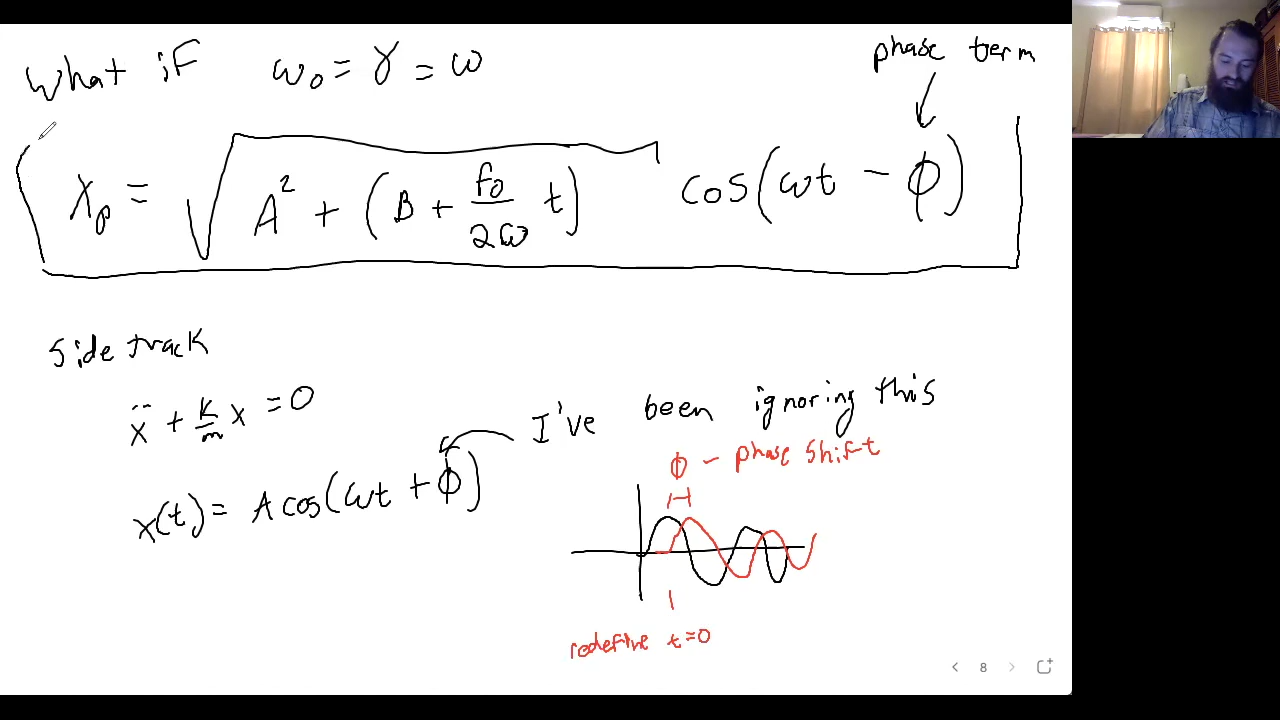 What if ω₀ = γ = ω
phase term
xₚ = √(A² + (B + f₀/2ω t)) cos(ωt − ϕ)
Side track
ẍ + k/m x = 0
I've been ignoring this
x(t) = A cos(ωt + ϕ)
ϕ – phase shift
redefine t=0
8